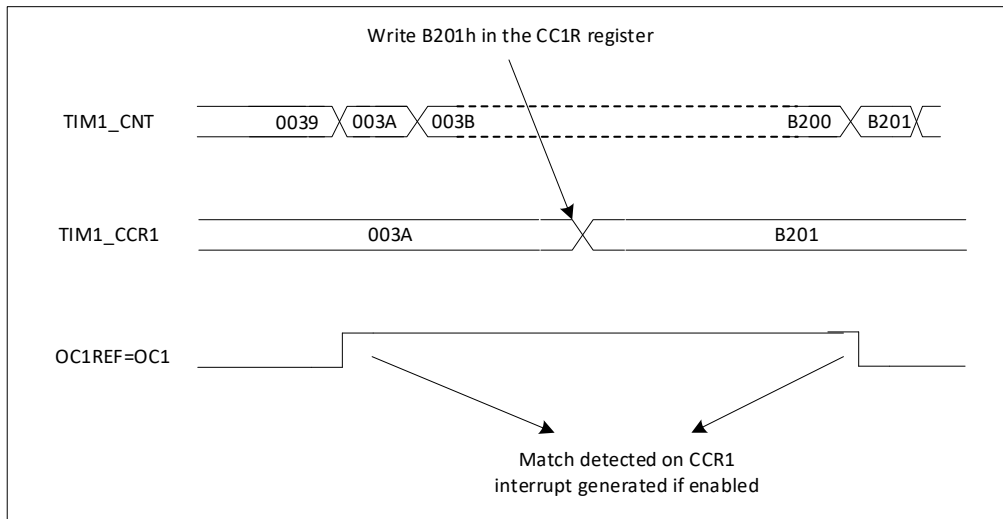 Write B201h in the CC1R register
TIM1_CNT 0039 003A 003B B200 B201
TIM1_CCR1 003A B201
OC1REF=OC1
Match detected on CCR1
interrupt generated if enabled